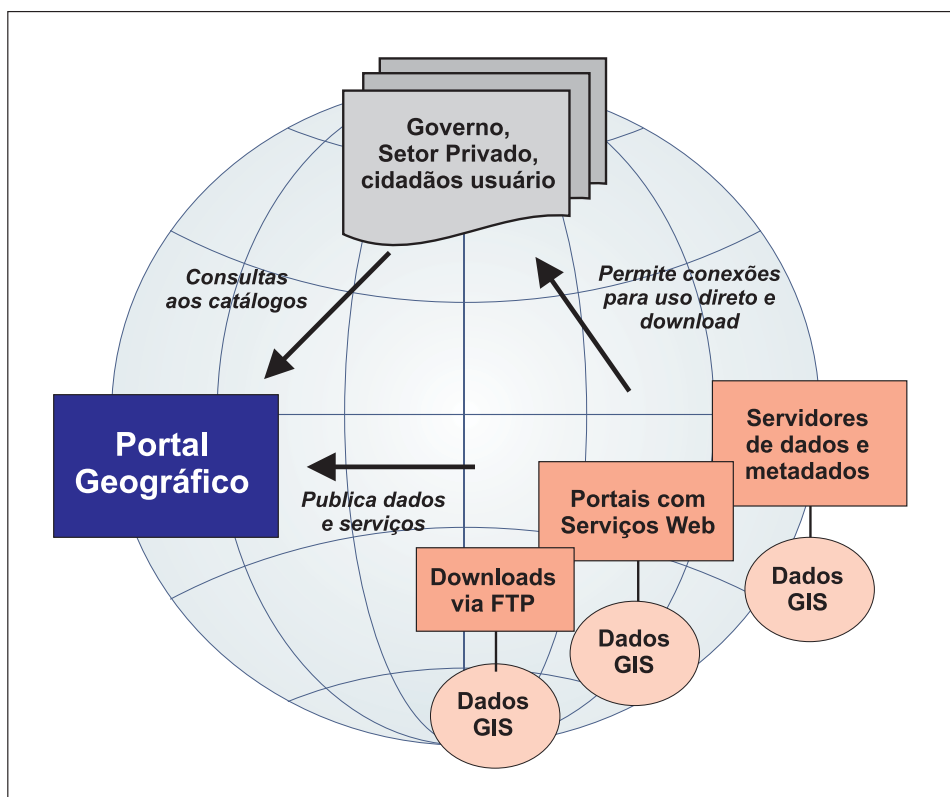 Governo,
Setor Privado,
cidadãos usuário
Consultas
aos catálogos
Permite conexões
para uso direto e
download
Portal
Geográfico
Publica dados
e serviços
Servidores
de dados e
metadados
Portais com
Serviços Web
Downloads
via FTP
Dados
GIS
Dados
GIS
Dados
GIS